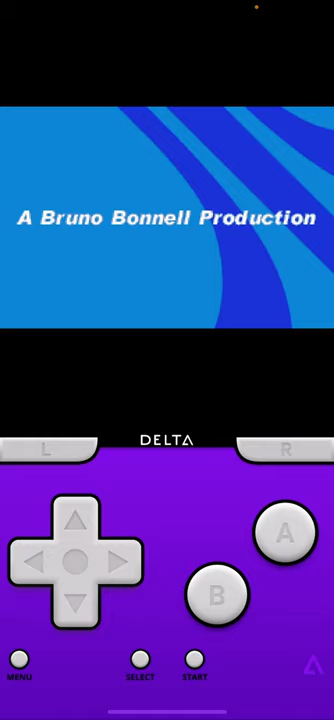 A Bruno Bonnell Production
DELTA
L
R
A
B
MENU
SELECT
START